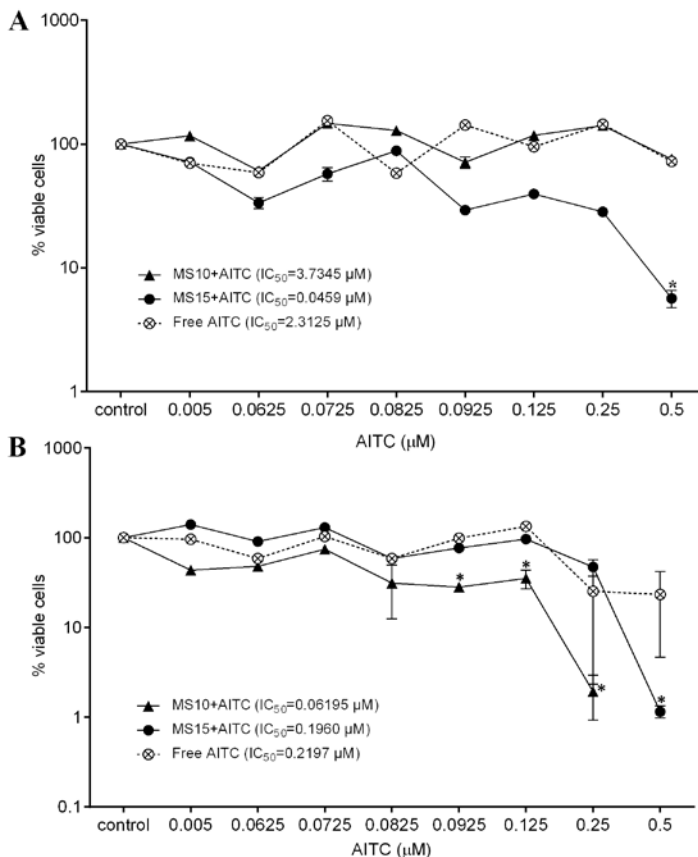 A
1000
100
10
1
% viable cells
MS10+AITC (IC50=3.7345 µM)
MS15+AITC (IC50=0.0459 µM)
Free AITC (IC50=2.3125 µM)
*
control 0.005 0.0625 0.0725 0.0825 0.0925 0.125 0.25 0.5
AITC (µM)
B
1000
100
10
1
0.1
% viable cells
* *
* *
MS10+AITC (IC50=0.06195 µM)
MS15+AITC (IC50=0.1960 µM)
Free AITC (IC50=0.2197 µM)
control 0.005 0.0625 0.0725 0.0825 0.0925 0.125 0.25 0.5
AITC (µM)